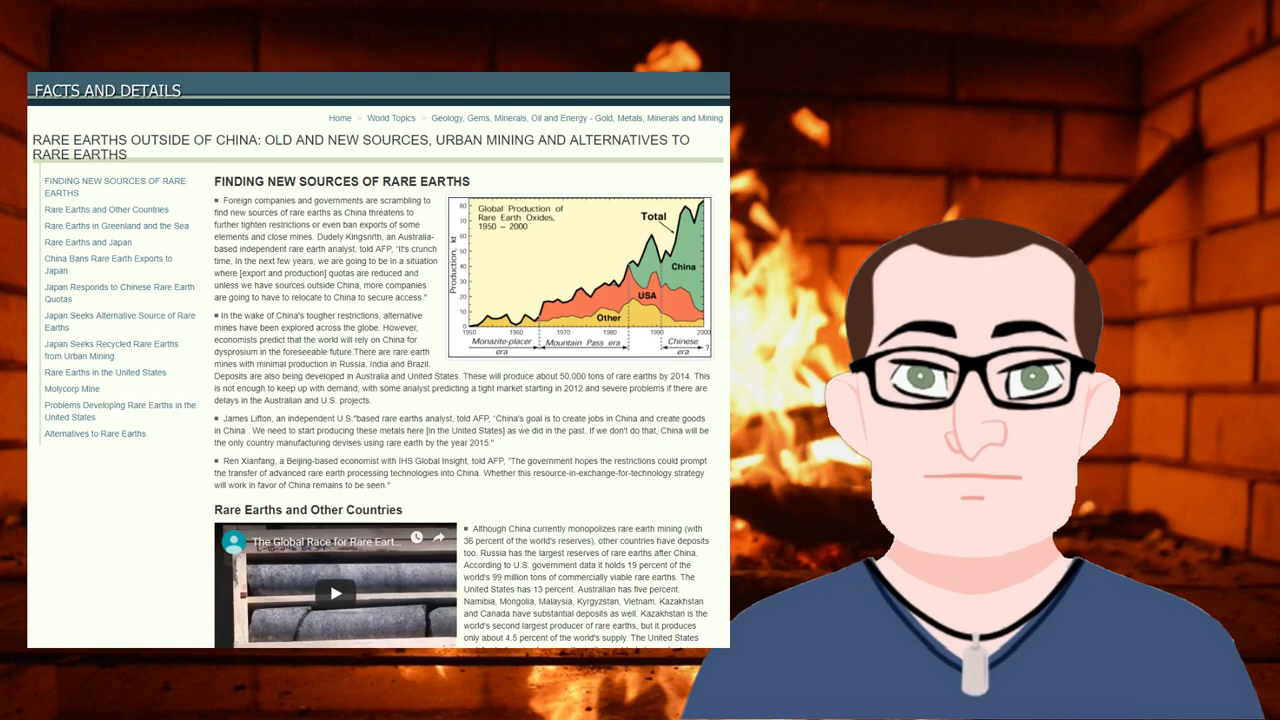 FACTS AND DETAILS
Home > World Topics > Geology, Gems, Minerals, Oil and Energy - Gold, Metals, Minerals and Mining
RARE EARTHS OUTSIDE OF CHINA: OLD AND NEW SOURCES, URBAN MINING AND ALTERNATIVES TO
RARE EARTHS
FINDING NEW SOURCES OF RARE
EARTHS
Rare Earths and Other Countries
Rare Earths in Greenland and the Sea
Rare Earths and Japan
China Bans Rare Earth Exports to
Japan
Japan Responds to Chinese Rare Earth
Quotas
Japan Seeks Alternative Source of Rare
Earths
Japan Seeks Recycled Rare Earths
from Urban Mining
Rare Earths in the United States
Molycorp Mine
Problems Developing Rare Earths in the
United States
Alternatives to Rare Earths
FINDING NEW SOURCES OF RARE EARTHS
Foreign companies and governments are scrambling to
find new sources of rare earths as China threatens to
further tighten restrictions or even ban exports of some
elements and close mines. Dudely Kingsnrth, an Australia-
based independent rare earth analyst, told AFP, "It's crunch
time, In the next few years, we are going to be in a situation
where [export and production] quotas are reduced and
unless we have sources outside China, more companies
are going to have to relocate to China to secure access."
In the wake of China's tougher restrictions, alternative
mines have been explored across the globe. However,
economists predict that the world will rely on China for
dysprosium in the foreseeable future.There are rare earth
mines with minimal production in Russia, India and Brazil.
Deposits are also being developed in Australia and United States. These will produce about 50,000 tons of rare earths by 2014. This
is not enough to keep up with demand, with some analyst predicting a tight market starting in 2012 and severe problems if there are
delays in the Australian and U.S. projects.
James Lifton, an independent U.S."based rare earths analyst, told AFP, "China's goal is to create jobs in China and create goods
in China . We need to start producing these metals here [in the United States] as we did in the past. If we don't do that, China will be
the only country manufacturing devises using rare earth by the year 2015."
Ren Xianfang, a Beijing-based economist with IHS Global Insight, told AFP, "The government hopes the restrictions could prompt
the transfer of advanced rare earth processing technologies into China. Whether this resource-in-exchange-for-technology strategy
will work in favor of China remains to be seen."
Global Production of
Rare Earth Oxides,
1950 – 2000
Total
China
USA
Other
Production, kt
80
70
60
50
40
30
20
10
0
1950 1960 1970 1980 1990 2000
Monazite-placer
era
Mountain Pass era
Chinese
era
?
Rare Earths and Other Countries
The Global Race for Rare Eart...
Although China currently monopolizes rare earth mining (with
36 percent of the world's reserves), other countries have deposits
too. Russia has the largest reserves of rare earths after China.
According to U.S. government data it holds 19 percent of the
world's 99 million tons of commercially viable rare earths. The
United States has 13 percent. Australian has five percent.
Namibia, Mongolia, Malaysia, Kyrgyzstan, Vietnam, Kazakhstan
and Canada have substantial deposits as well. Kazakhstan is the
world's second largest producer of rare earths, but it produces
only about 4.5 percent of the world's supply. The United States